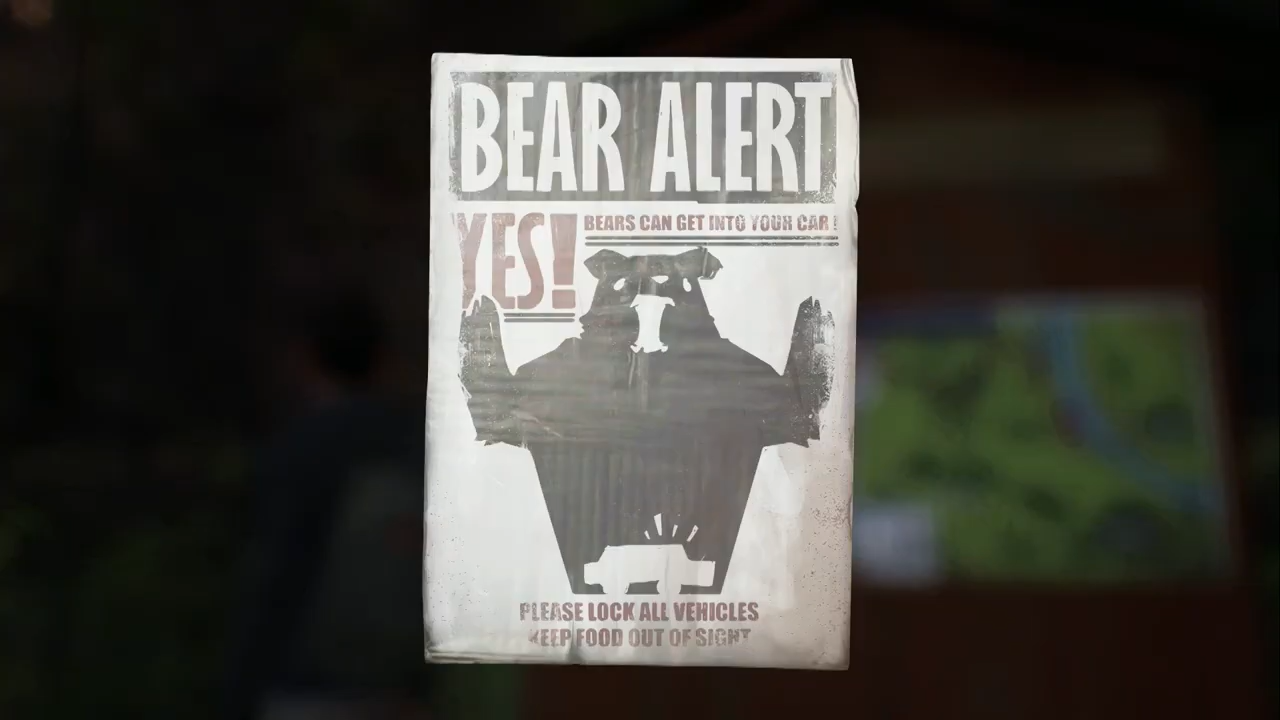 BEAR ALERT
YES!
BEARS CAN GET INTO YOUR CAR!
PLEASE LOCK ALL VEHICLES
KEEP FOOD OUT OF SIGHT